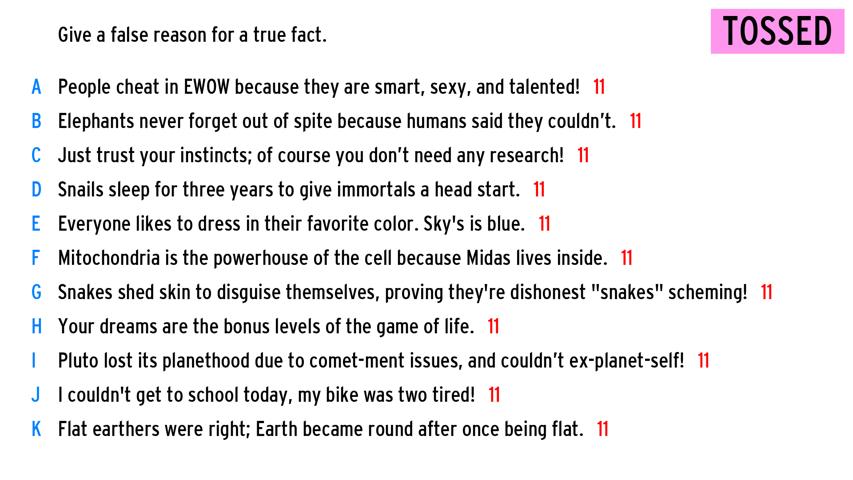 Give a false reason for a true fact.
TOSSED
A People cheat in EWOW because they are smart, sexy, and talented! 11
B Elephants never forget out of spite because humans said they couldn’t. 11
C Just trust your instincts; of course you don’t need any research! 11
D Snails sleep for three years to give immortals a head start. 11
E Everyone likes to dress in their favorite color. Sky's is blue. 11
F Mitochondria is the powerhouse of the cell because Midas lives inside. 11
G Snakes shed skin to disguise themselves, proving they're dishonest "snakes" scheming! 11
H Your dreams are the bonus levels of the game of life. 11
I Pluto lost its planethood due to comet-ment issues, and couldn’t ex-planet-self! 11
J I couldn't get to school today, my bike was two tired! 11
K Flat earthers were right; Earth became round after once being flat. 11